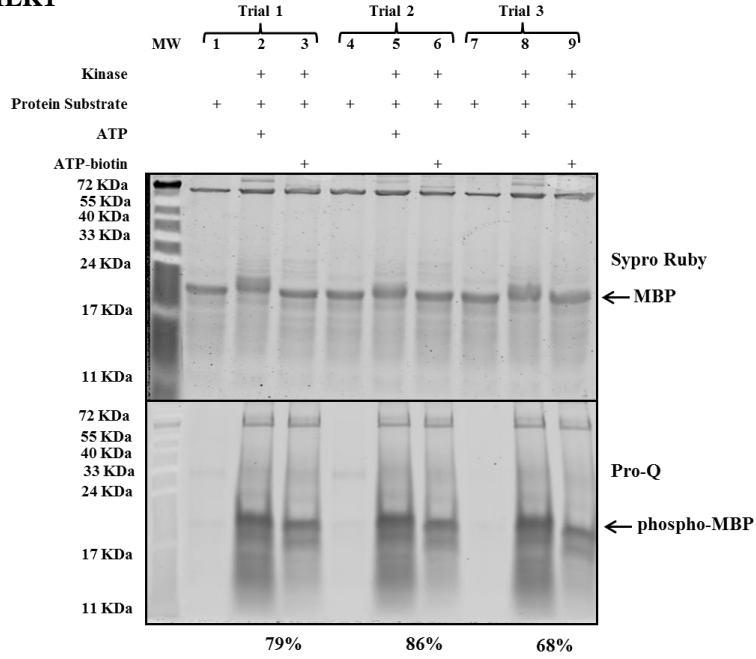 Trial 1 Trial 2 Trial 3
MW 1 2 3 4 5 6 7 8 9
Kinase + + + + + +
Protein Substrate + + + + + + + + +
ATP + + +
ATP-biotin + + +
72 KDa
55 KDa
40 KDa
33 KDa
24 KDa
Sypro Ruby
MBP
17 KDa
11 KDa
72 KDa
55 KDa
40 KDa
33 KDa
Pro-Q
24 KDa
phospho-MBP
17 KDa
11 KDa
79% 86% 68%